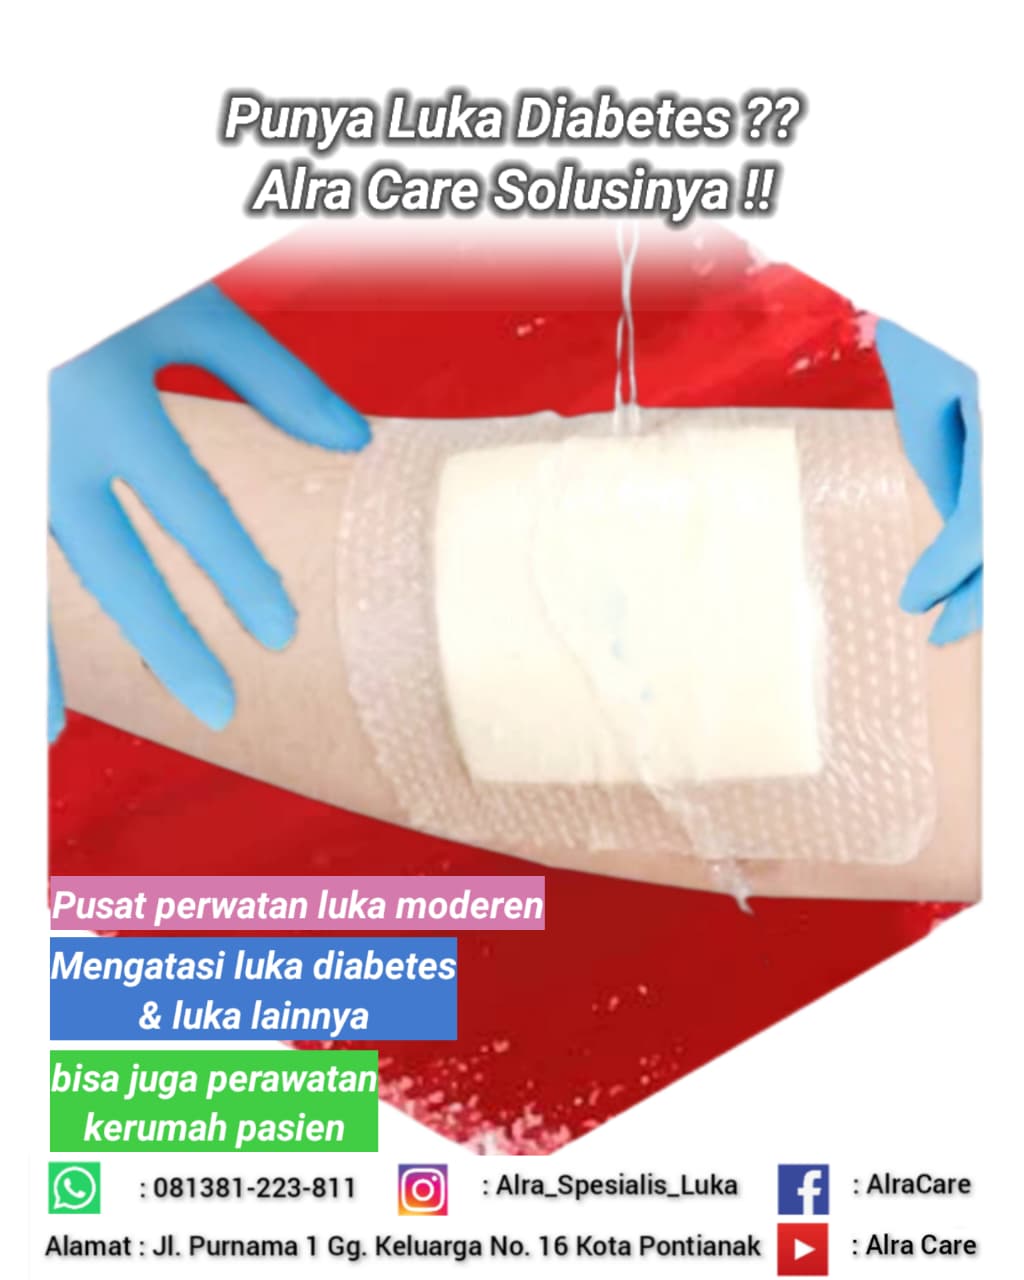 Punya Luka Diabetes ??
Alra Care Solusinya !!
Pusat perwatan luka moderen
Mengatasi luka diabetes
& luka lainnya
bisa juga perawatan
kerumah pasien
: 081381-223-811
: Alra_Spesialis_Luka
: AlraCare
Alamat : Jl. Purnama 1 Gg. Keluarga No. 16 Kota Pontianak
: Alra Care